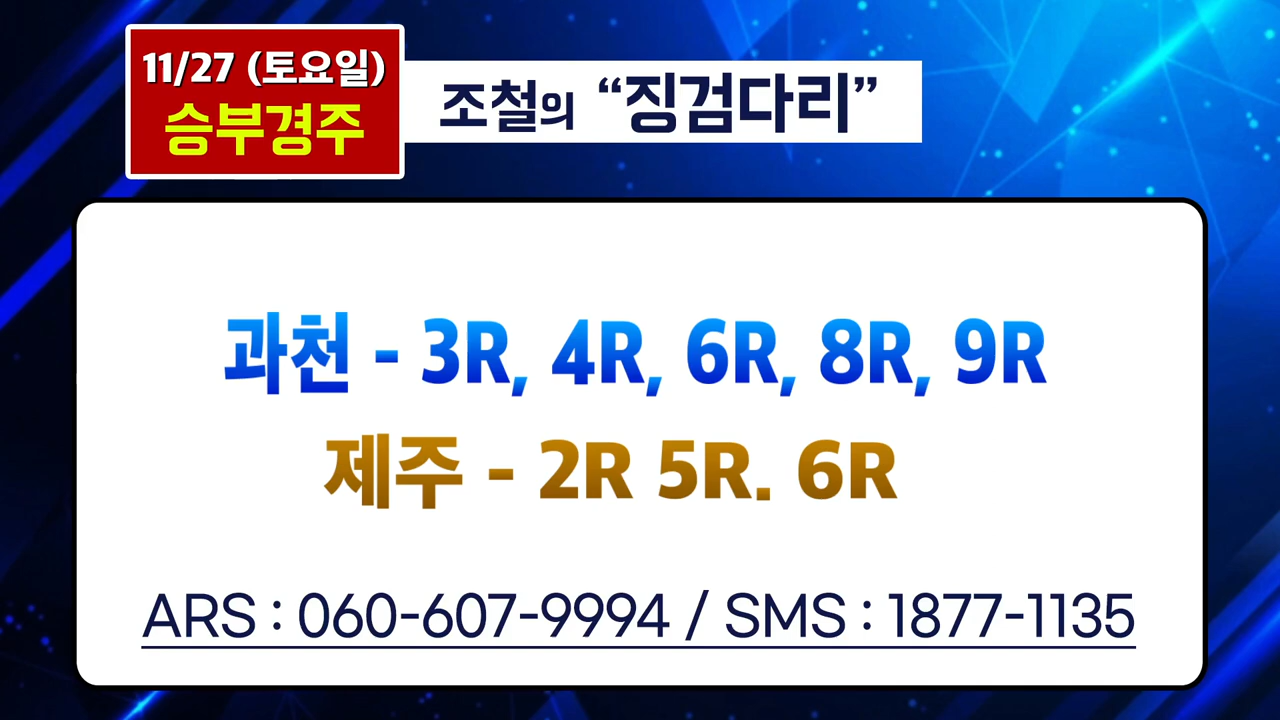 11/27 (토요일)
승부경주
조철의 “징검다리”
과천 - 3R, 4R, 6R, 8R, 9R
제주 - 2R 5R. 6R
ARS : 060-607-9994 / SMS : 1877-1135